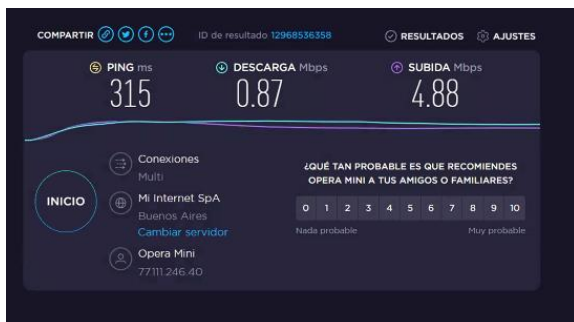 COMPARTIR
ID de resultado 12968536358
RESULTADOS
AJUSTES
PING ms
315
DESCARGA Mbps
0.87
SUBIDA Mbps
4.88
INICIO
Conexiones
Multi
Mi Internet SpA
Buenos Aires
Cambiar servidor
Opera Mini
77.111.246.40
¿QUÉ TAN PROBABLE ES QUE RECOMIENDES
OPERA MINI A TUS AMIGOS O FAMILIARES?
0 1 2 3 4 5 6 7 8 9 10
Nada probable
Muy probable